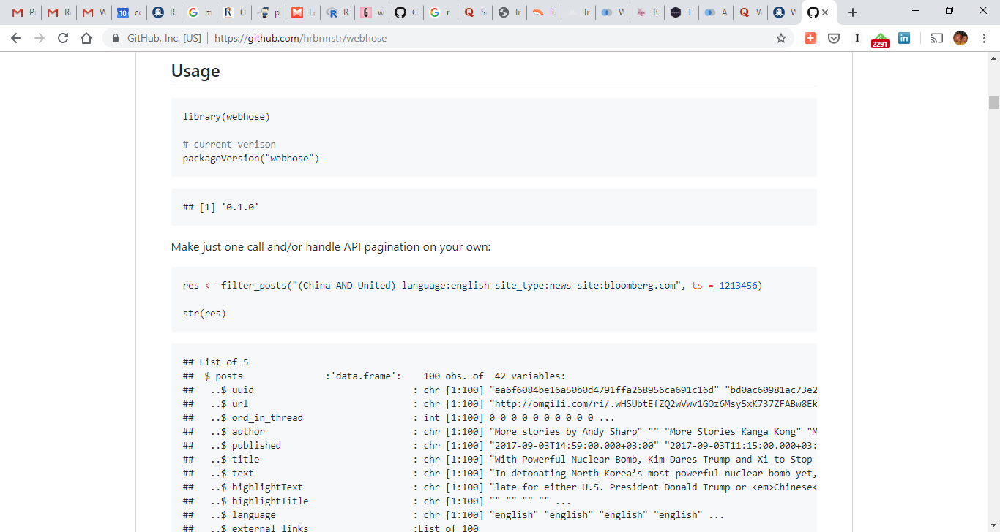 P
R
W
10
cc
R
m
C
p
L
R
w
G
r
S
Ir
Iu
Ir
W
B
T
A
W
W
GitHub, Inc. [US]
https://github.com/hrbrmstr/webhose
I
2291
in
Usage
library(webhose)
# current verison
packageVersion("webhose")
## [1] '0.1.0'
Make just one call and/or handle API pagination on your own:
res <- filter_posts("(China AND United) language:english site_type:news site:bloomberg.com", ts = 1213456)
str(res)
## List of 5
##  $ posts               :'data.frame':    100 obs. of  42 variables:
##   ..$ uuid                             : chr [1:100] "ea6f6084be16a50b0d4791ffa268956ca691c16d" "bd0ac60981ac73e2
##   ..$ url                              : chr [1:100] "http://omgili.com/ri/.wHSUbtEfZQ2wVwv1GOz6Msy5xK737ZFABw8Ek
##   ..$ ord_in_thread                    : int [1:100] 0 0 0 0 0 0 0 0 0 0 ...
##   ..$ author                           : chr [1:100] "More stories by Andy Sharp" "" "More Stories Kanga Kong" "M
##   ..$ published                        : chr [1:100] "2017-09-03T14:59:00.000+03:00" "2017-09-03T11:15:00.000+03:
##   ..$ title                            : chr [1:100] "With Powerful Nuclear Bomb, Kim Dares Trump and Xi to Stop
##   ..$ text                             : chr [1:100] "In detonating North Korea’s most powerful nuclear bomb yet,
##   ..$ highlightText                    : chr [1:100] "late for either U.S. President Donald Trump or <em>Chinese<
##   ..$ highlightTitle                   : chr [1:100] "" "" "" "" ...
##   ..$ language                         : chr [1:100] "english" "english" "english" "english" ...
##   ..$ external_links                   :List of 100